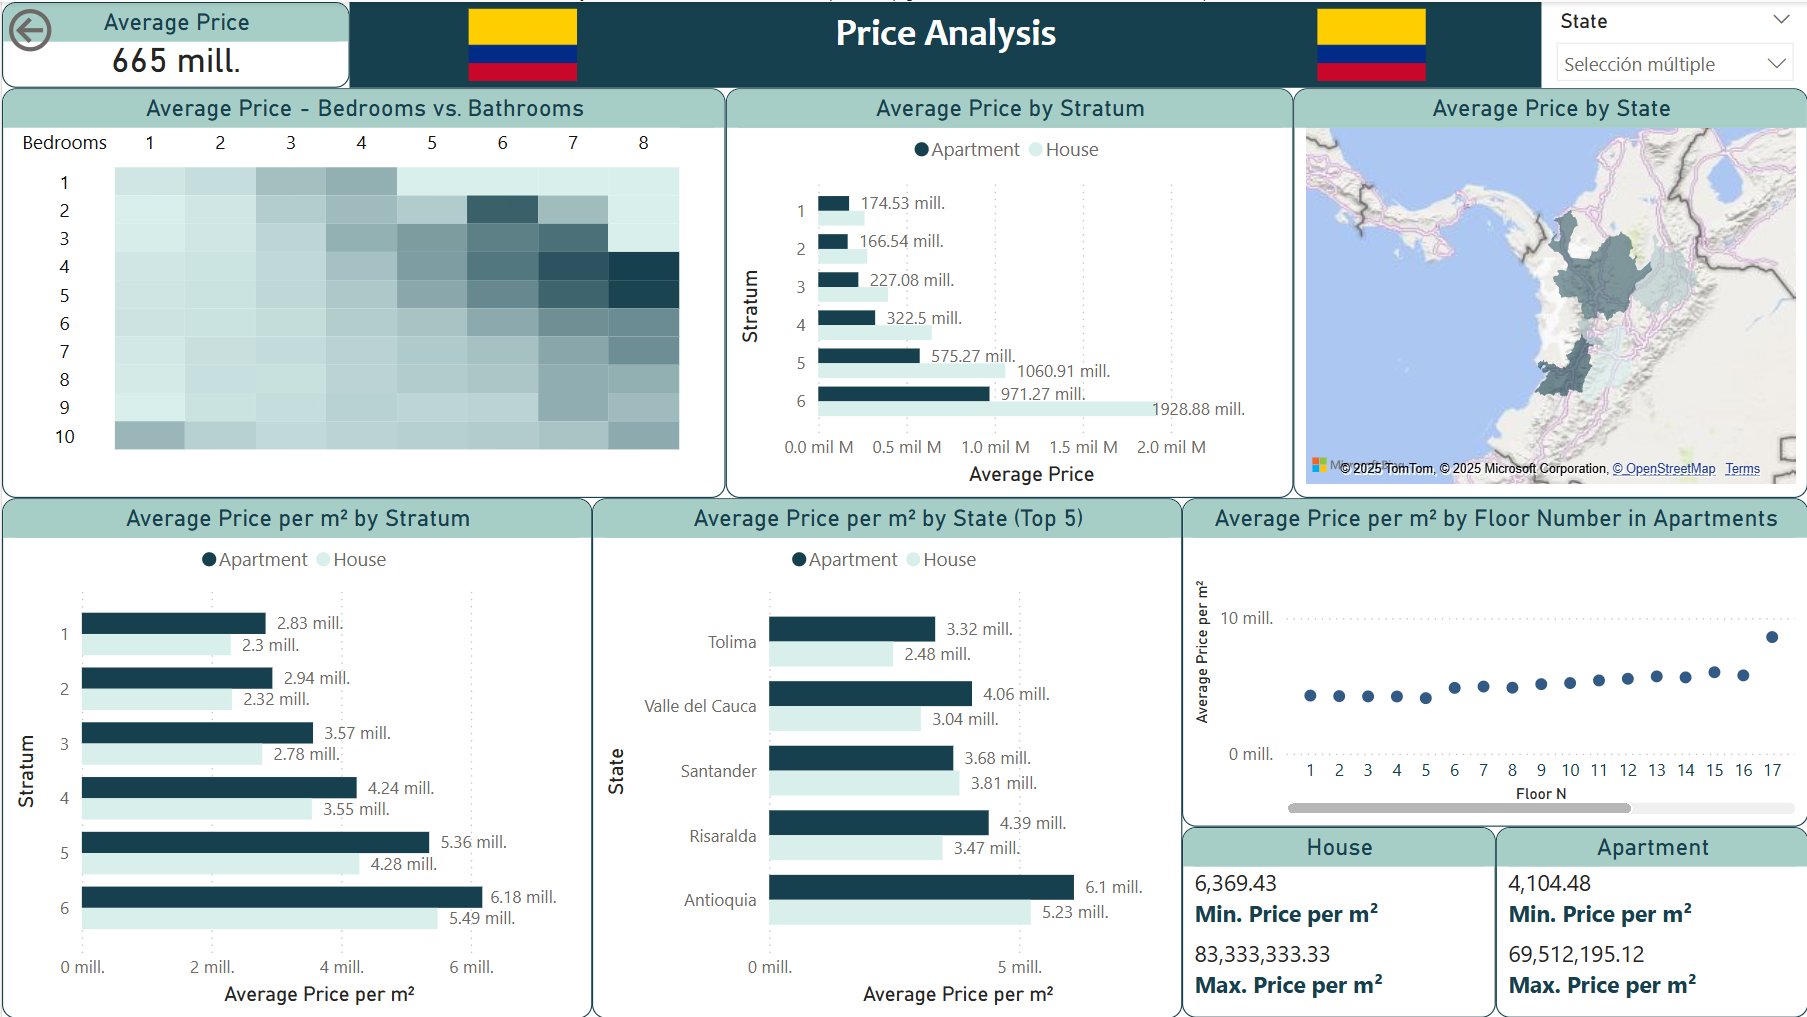 Average Price
665 mill.
Price Analysis
State
Selección múltiple
Average Price - Bedrooms vs. Bathrooms
Bedrooms 1 2 3 4 5 6 7 8
1
2
3
4
5
6
7
8
9
10
Average Price by Stratum
Apartment House
Stratum
1 174.53 mill.
2 166.54 mill.
3 227.08 mill.
4 322.5 mill.
5 575.27 mill.
1060.91 mill.
6 971.27 mill.
1928.88 mill.
0.0 mil M 0.5 mil M 1.0 mil M 1.5 mil M 2.0 mil M
Average Price
Average Price by State
© 2025 TomTom, © 2025 Microsoft Corporation, © OpenStreetMap Terms
Average Price per m² by Stratum
Apartment House
Stratum
1 2.83 mill.
2.3 mill.
2 2.94 mill.
2.32 mill.
3 3.57 mill.
2.78 mill.
4 4.24 mill.
3.55 mill.
5 5.36 mill.
4.28 mill.
6 6.18 mill.
5.49 mill.
0 mill. 2 mill. 4 mill. 6 mill.
Average Price per m²
Average Price per m² by State (Top 5)
Apartment House
State
Tolima 3.32 mill.
2.48 mill.
Valle del Cauca 4.06 mill.
3.04 mill.
Santander 3.68 mill.
3.81 mill.
Risaralda 4.39 mill.
3.47 mill.
Antioquia 6.1 mill.
5.23 mill.
0 mill. 5 mill.
Average Price per m²
Average Price per m² by Floor Number in Apartments
Average Price per m²
10 mill.
0 mill.
1 2 3 4 5 6 7 8 9 10 11 12 13 14 15 16 17
Floor N
House
6,369.43
Min. Price per m²
83,333,333.33
Max. Price per m²
Apartment
4,104.48
Min. Price per m²
69,512,195.12
Max. Price per m²